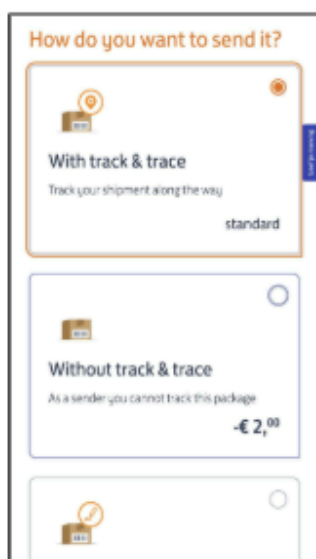 How do you want to send it?
With track & trace
Track your shipment along the way
standard
Without track & trace
As a sender you cannot track this package
-€ 2,00